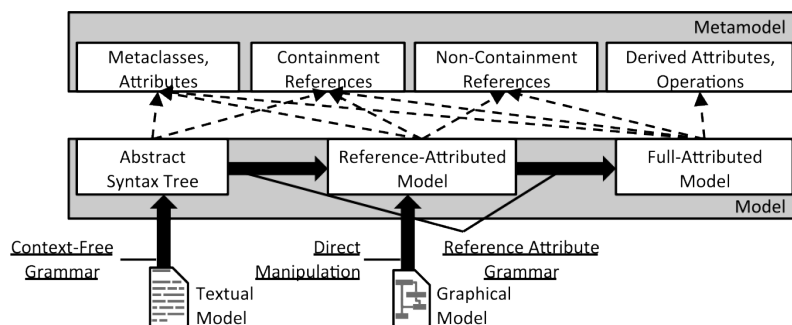 Metamodel
Metaclasses,
Attributes
Containment
References
Non-Containment
References
Derived Attributes,
Operations
Abstract
Syntax Tree
Reference-Attributed
Model
Full-Attributed
Model
Model
Context-Free
Grammar
Direct
Manipulation
Reference Attribute
Grammar
Textual
Model
Graphical
Model